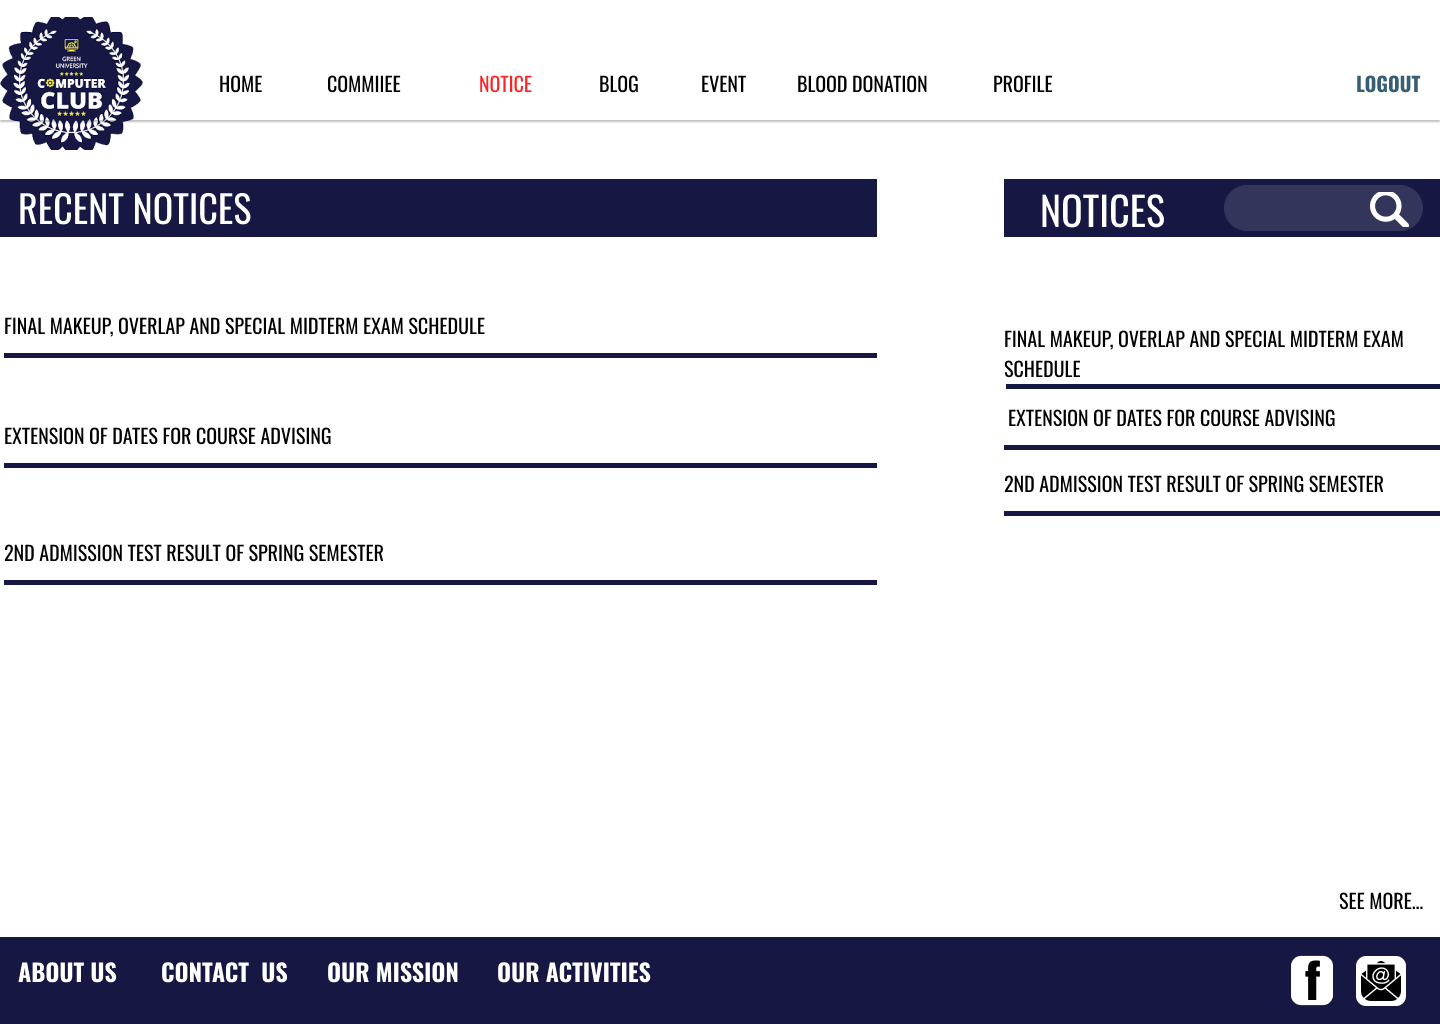 GREEN
UNIVERSITY
COMPUTER
CLUB
HOME COMMIIEE NOTICE BLOG EVENT BLOOD DONATION PROFILE LOGOUT
RECENT NOTICES
FINAL MAKEUP, OVERLAP AND SPECIAL MIDTERM EXAM SCHEDULE
EXTENSION OF DATES FOR COURSE ADVISING
2ND ADMISSION TEST RESULT OF SPRING SEMESTER
NOTICES
FINAL MAKEUP, OVERLAP AND SPECIAL MIDTERM EXAM
SCHEDULE
EXTENSION OF DATES FOR COURSE ADVISING
2ND ADMISSION TEST RESULT OF SPRING SEMESTER
SEE MORE...
ABOUT US CONTACT  US OUR MISSION OUR ACTIVITIES